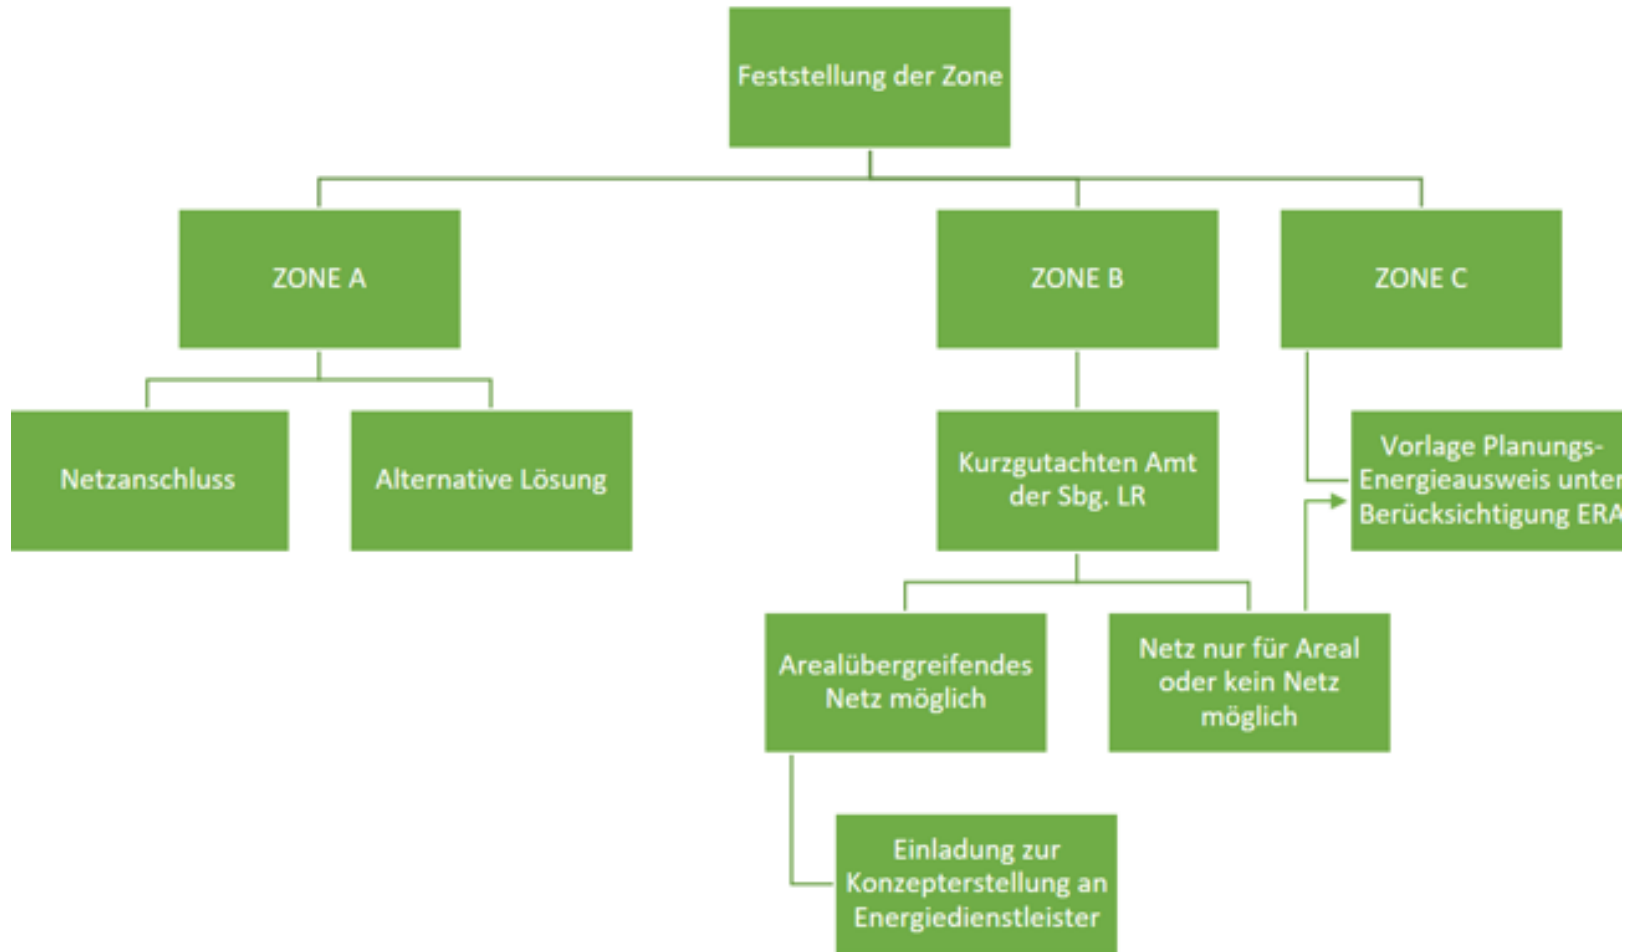 Feststellung der Zone
ZONE A
ZONE B
ZONE C
Netzanschluss
Alternative Lösung
Kurzgutachten Amt
der Sbg. LR
Vorlage Planungs-
Energieausweis unter
Berücksichtigung ERA
Arealübergreifendes
Netz möglich
Netz nur für Areal
oder kein Netz
möglich
Einladung zur
Konzepterstellung an
Energiedienstleister